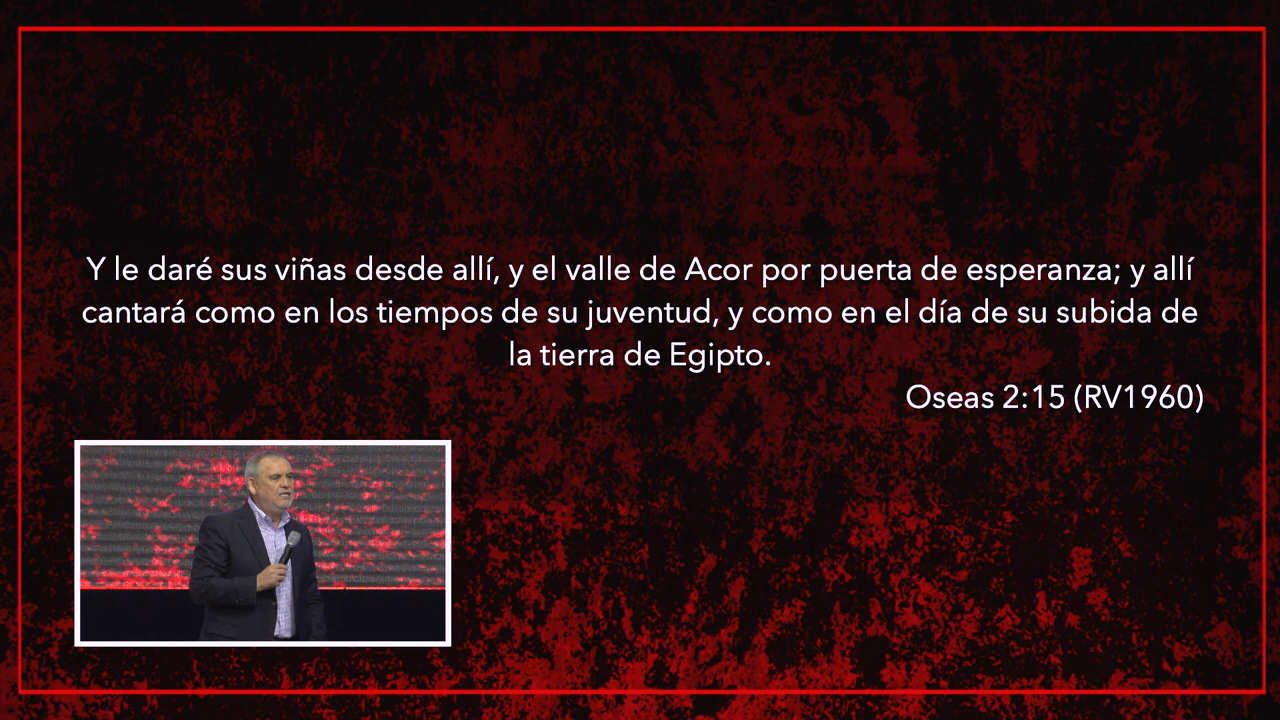 Y le daré sus viñas desde allí, y el valle de Acor por puerta de esperanza; y allí
cantará como en los tiempos de su juventud, y como en el día de su subida de
la tierra de Egipto.
Oseas 2:15 (RV1960)